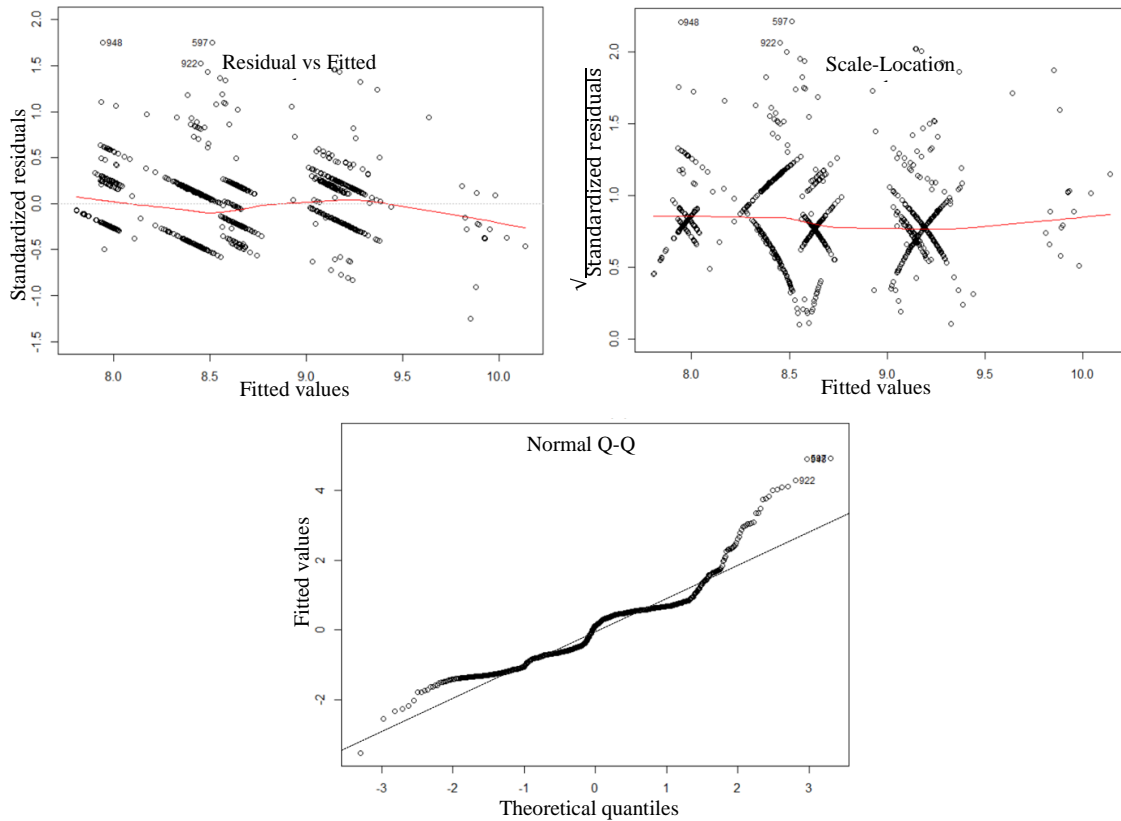 Residual vs Fitted
948
597
922
Standardized residuals
2.0
1.5
1.0
0.5
0.0
-0.5
-1.0
-1.5
8.0 8.5 9.0 9.5 10.0
Fitted values
Scale-Location
948
597
922
√Standardized residuals
2.0
1.5
1.0
0.5
0.0
8.0 8.5 9.0 9.5 10.0
Fitted values
Normal Q-Q
922
Fitted values
4
2
0
-2
-3 -2 -1 0 1 2 3
Theoretical quantiles